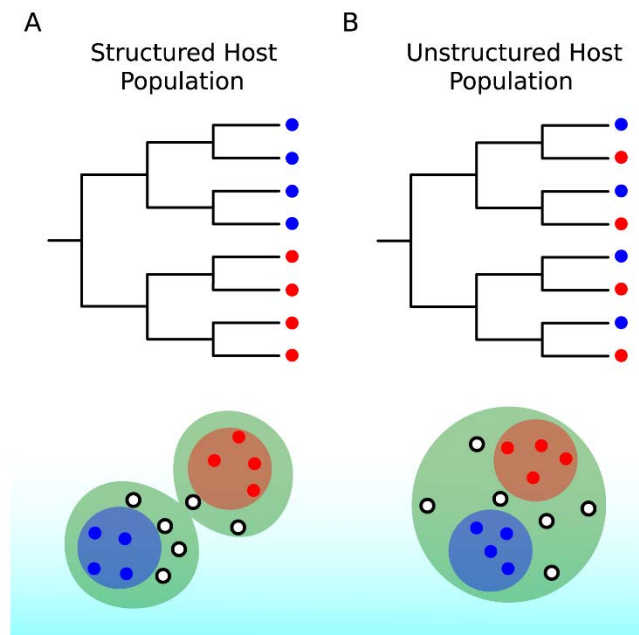 A
Structured Host
Population
B
Unstructured Host
Population